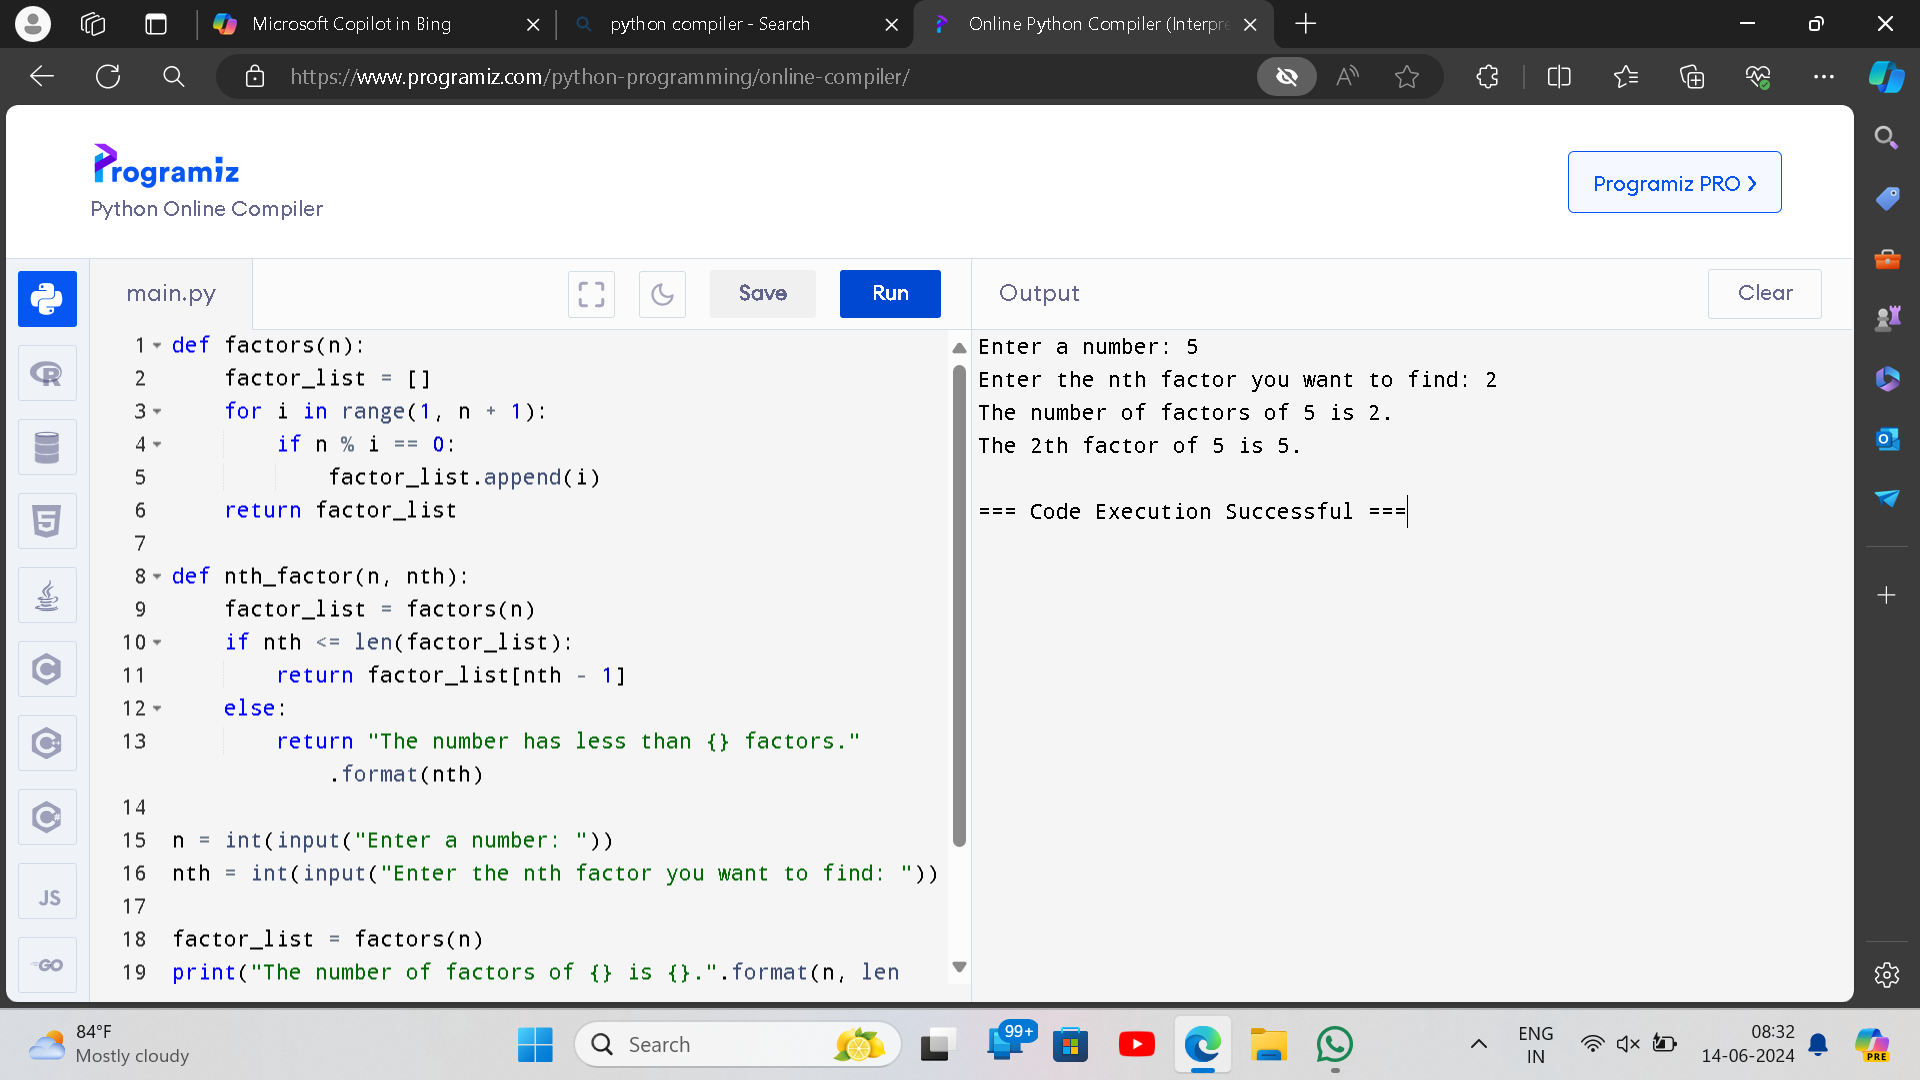 Microsoft Copilot in Bing
python compiler - Search
Online Python Compiler (Interpre
https://www.programiz.com/python-programming/online-compiler/
Programiz
Python Online Compiler
Programiz PRO
main.py
Save
Run
Output
Clear
1 def factors(n):
2 factor_list = []
3 for i in range(1, n + 1):
4 if n % i == 0:
5 factor_list.append(i)
6 return factor_list
7
8 def nth_factor(n, nth):
9 factor_list = factors(n)
10 if nth <= len(factor_list):
11 return factor_list[nth - 1]
12 else:
13 return "The number has less than {} factors."
.format(nth)
14
15 n = int(input("Enter a number: "))
16 nth = int(input("Enter the nth factor you want to find: "))
17
18 factor_list = factors(n)
19 print("The number of factors of {} is {}.".format(n, len
Enter a number: 5
Enter the nth factor you want to find: 2
The number of factors of 5 is 2.
The 2th factor of 5 is 5.
=== Code Execution Successful ===
R
5
C
C++
C#
JS
GO
84°F
Mostly cloudy
Search
99+
ENG
IN
08:32
14-06-2024
PRE